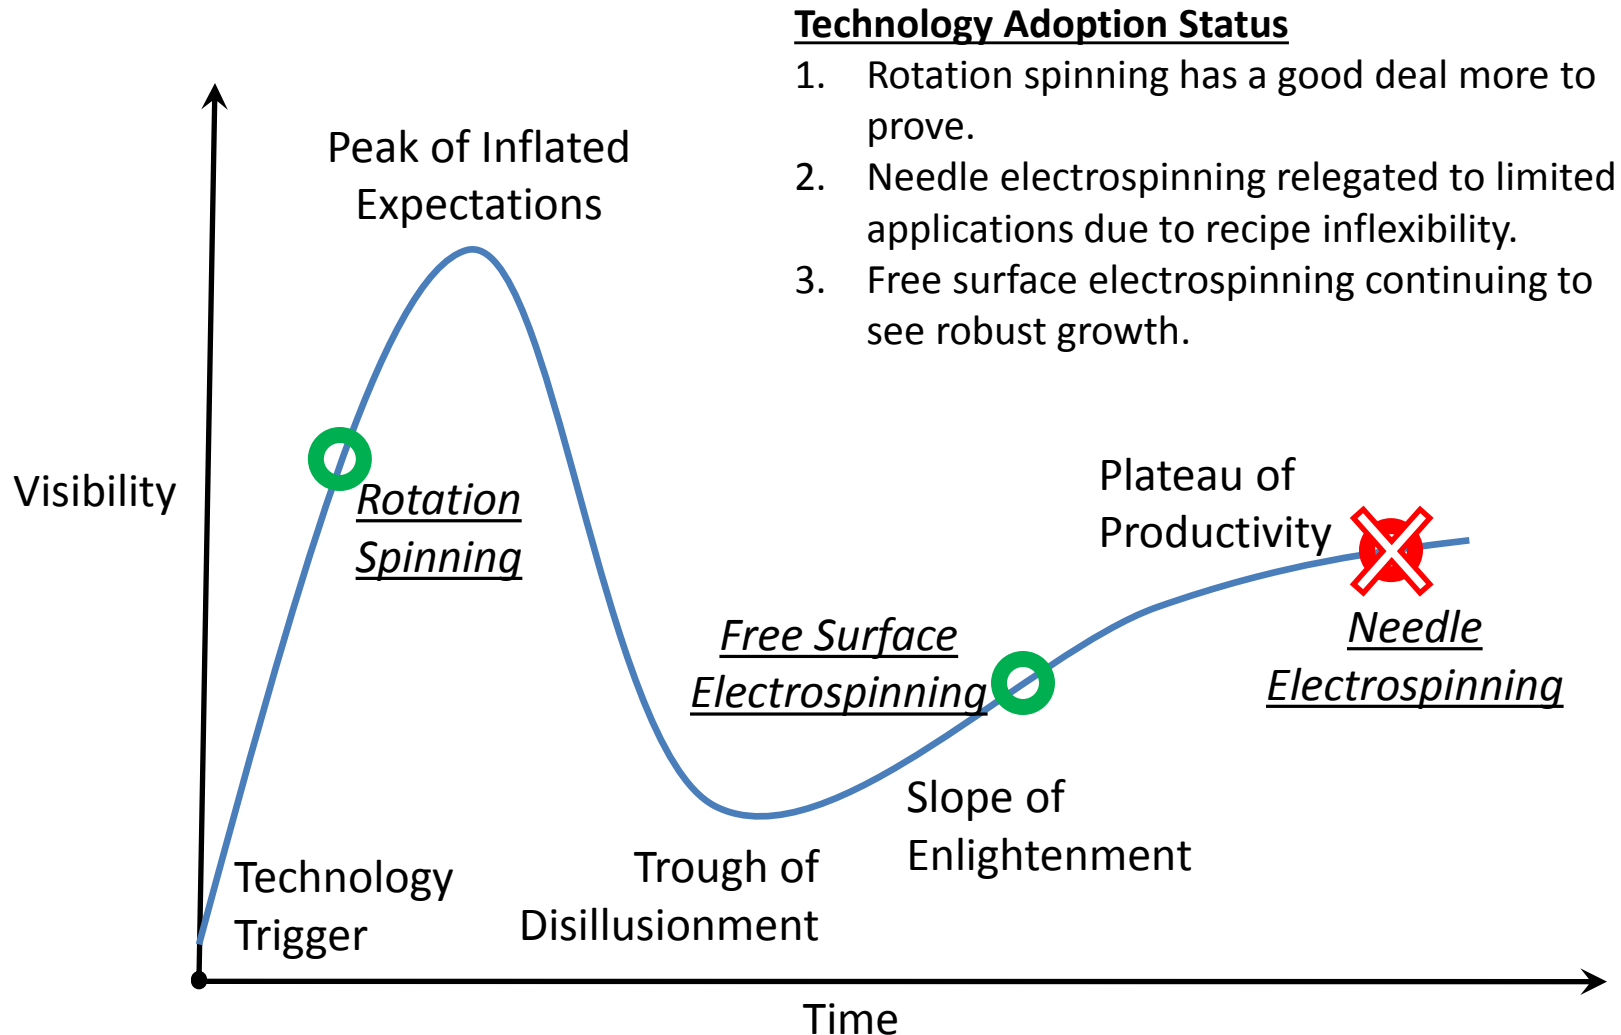 Technology Adoption Status
1. Rotation spinning has a good deal more to
prove.
2. Needle electrospinning relegated to limited
applications due to recipe inflexibility.
3. Free surface electrospinning continuing to
see robust growth.
Peak of Inflated
Expectations
Visibility
Rotation
Spinning
Plateau of
Productivity
Free Surface
Electrospinning
Needle
Electrospinning
Slope of
Enlightenment
Technology
Trigger
Trough of
Disillusionment
Time